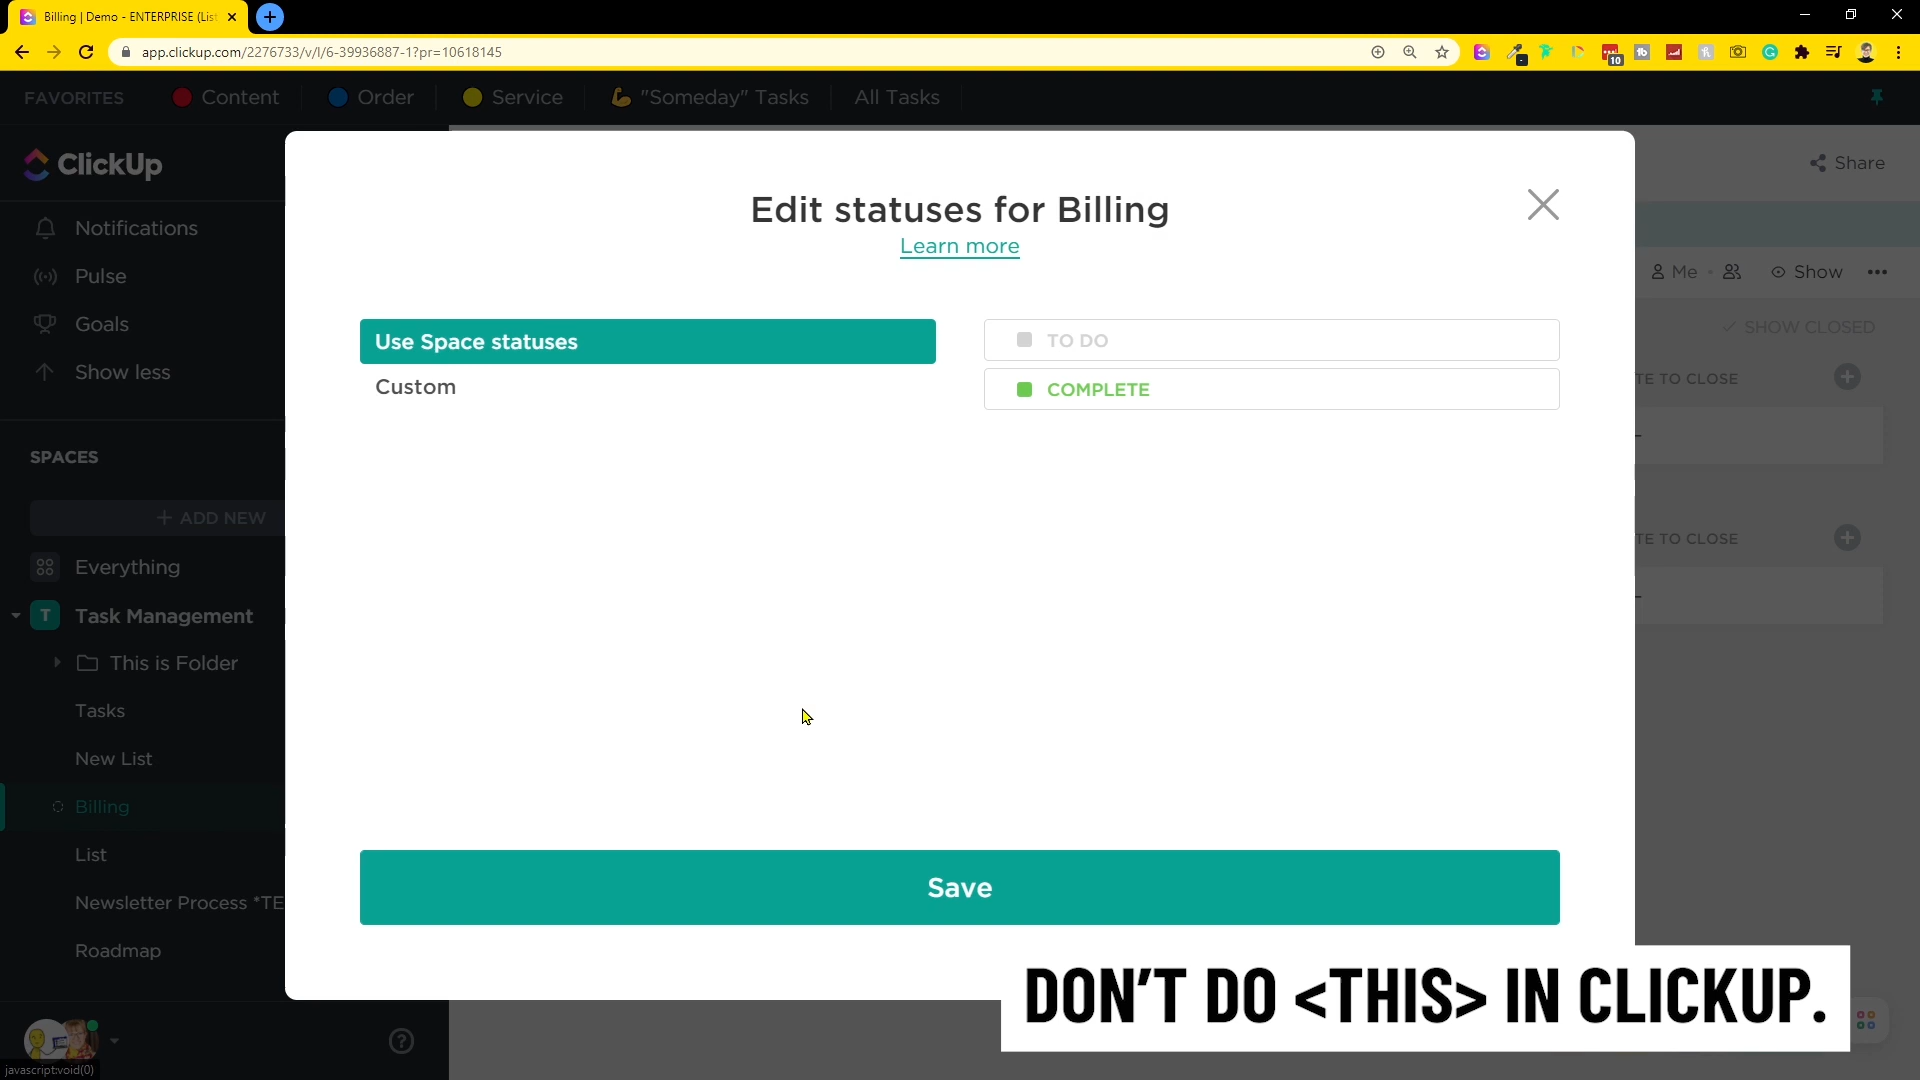 Billing | Demo - ENTERPRISE (List
app.clickup.com/2276733/v/l/6-39936887-1?pr=10618145
10
FAVORITES
Content
Order
Service
"Someday" Tasks
All Tasks
ClickUp
Share
Notifications
Pulse
Goals
Show less
Edit statuses for Billing
Learn more
Me
Show
SHOW CLOSED
Use Space statuses
Custom
TO DO
COMPLETE
TE TO CLOSE
TE TO CLOSE
SPACES
+ ADD NEW
Everything
T Task Management
This is Folder
Tasks
New List
Billing
List
Newsletter Process *TE
Roadmap
Save
DON'T DO <THIS> IN CLICKUP.
?
javascript:void(0)